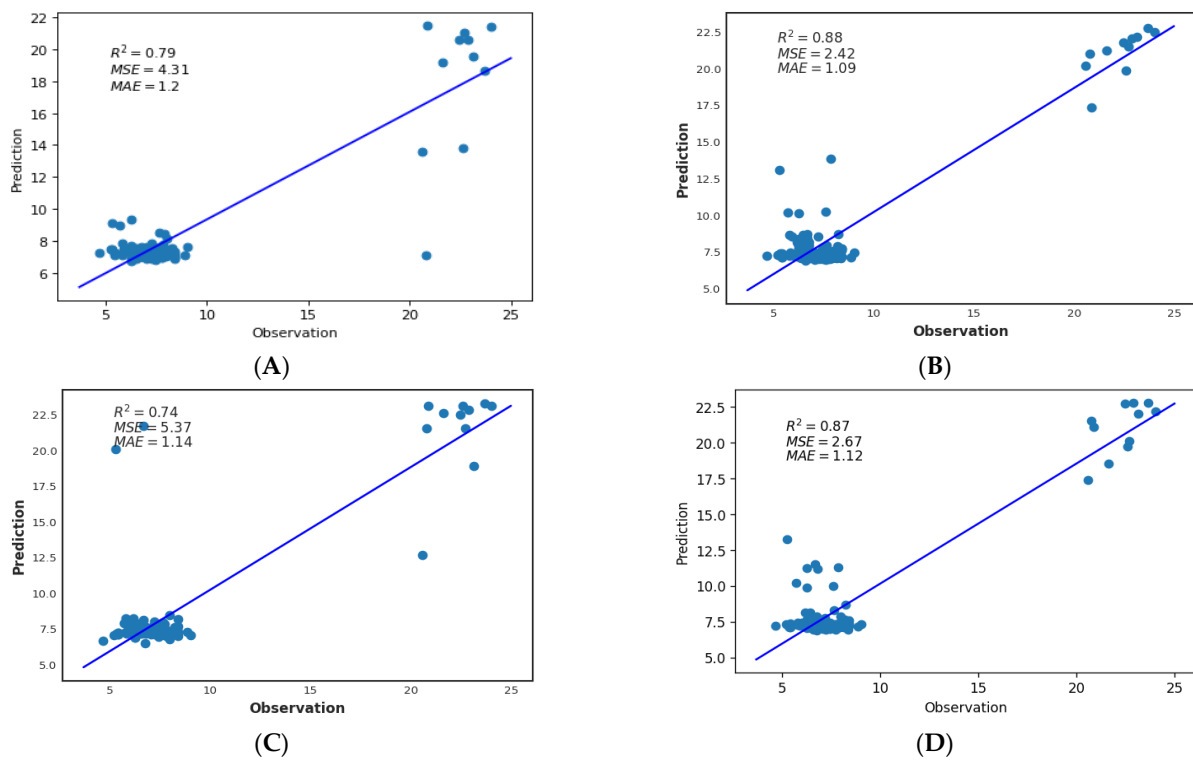 22
20
18
16
14
12
10
8
6
Prediction
R² = 0.79
MSE = 4.31
MAE = 1.2
5
10
15
20
25
Observation
(A)
22.5
20.0
17.5
15.0
12.5
10.0
7.5
5.0
Prediction
R² = 0.88
MSE = 2.42
MAE = 1.09
5
10
15
20
25
Observation
(B)
22.5
20.0
17.5
15.0
12.5
10.0
7.5
5.0
Prediction
R² = 0.74
MSE = 5.37
MAE = 1.14
5
10
15
20
25
Observation
(C)
22.5
20.0
17.5
15.0
12.5
10.0
7.5
5.0
Prediction
R² = 0.87
MSE = 2.67
MAE = 1.12
5
10
15
20
25
Observation
(D)